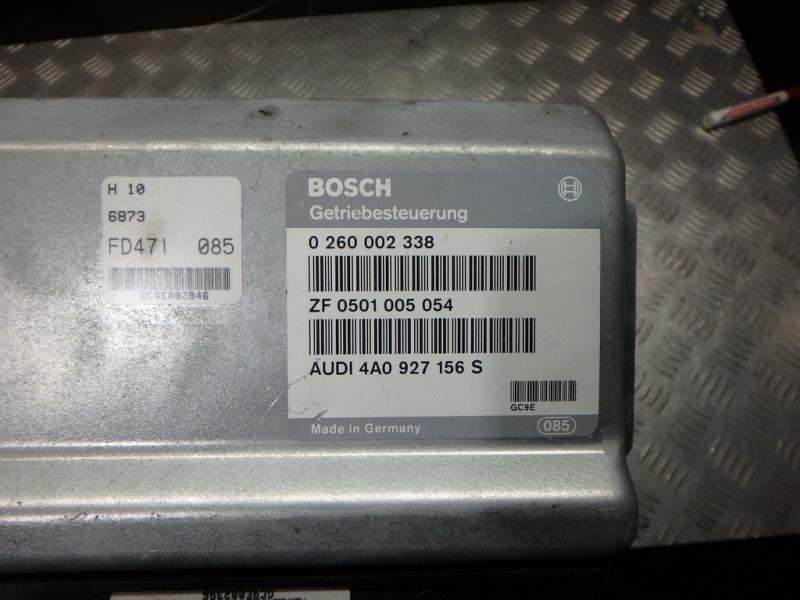 H 10
6873
FD471 085
GC9E002846
BOSCH
Getriebesteuerung
0 260 002 338
ZF 0501 005 054
AUDI 4A0 927 156 S
GC9E
Made in Germany
085